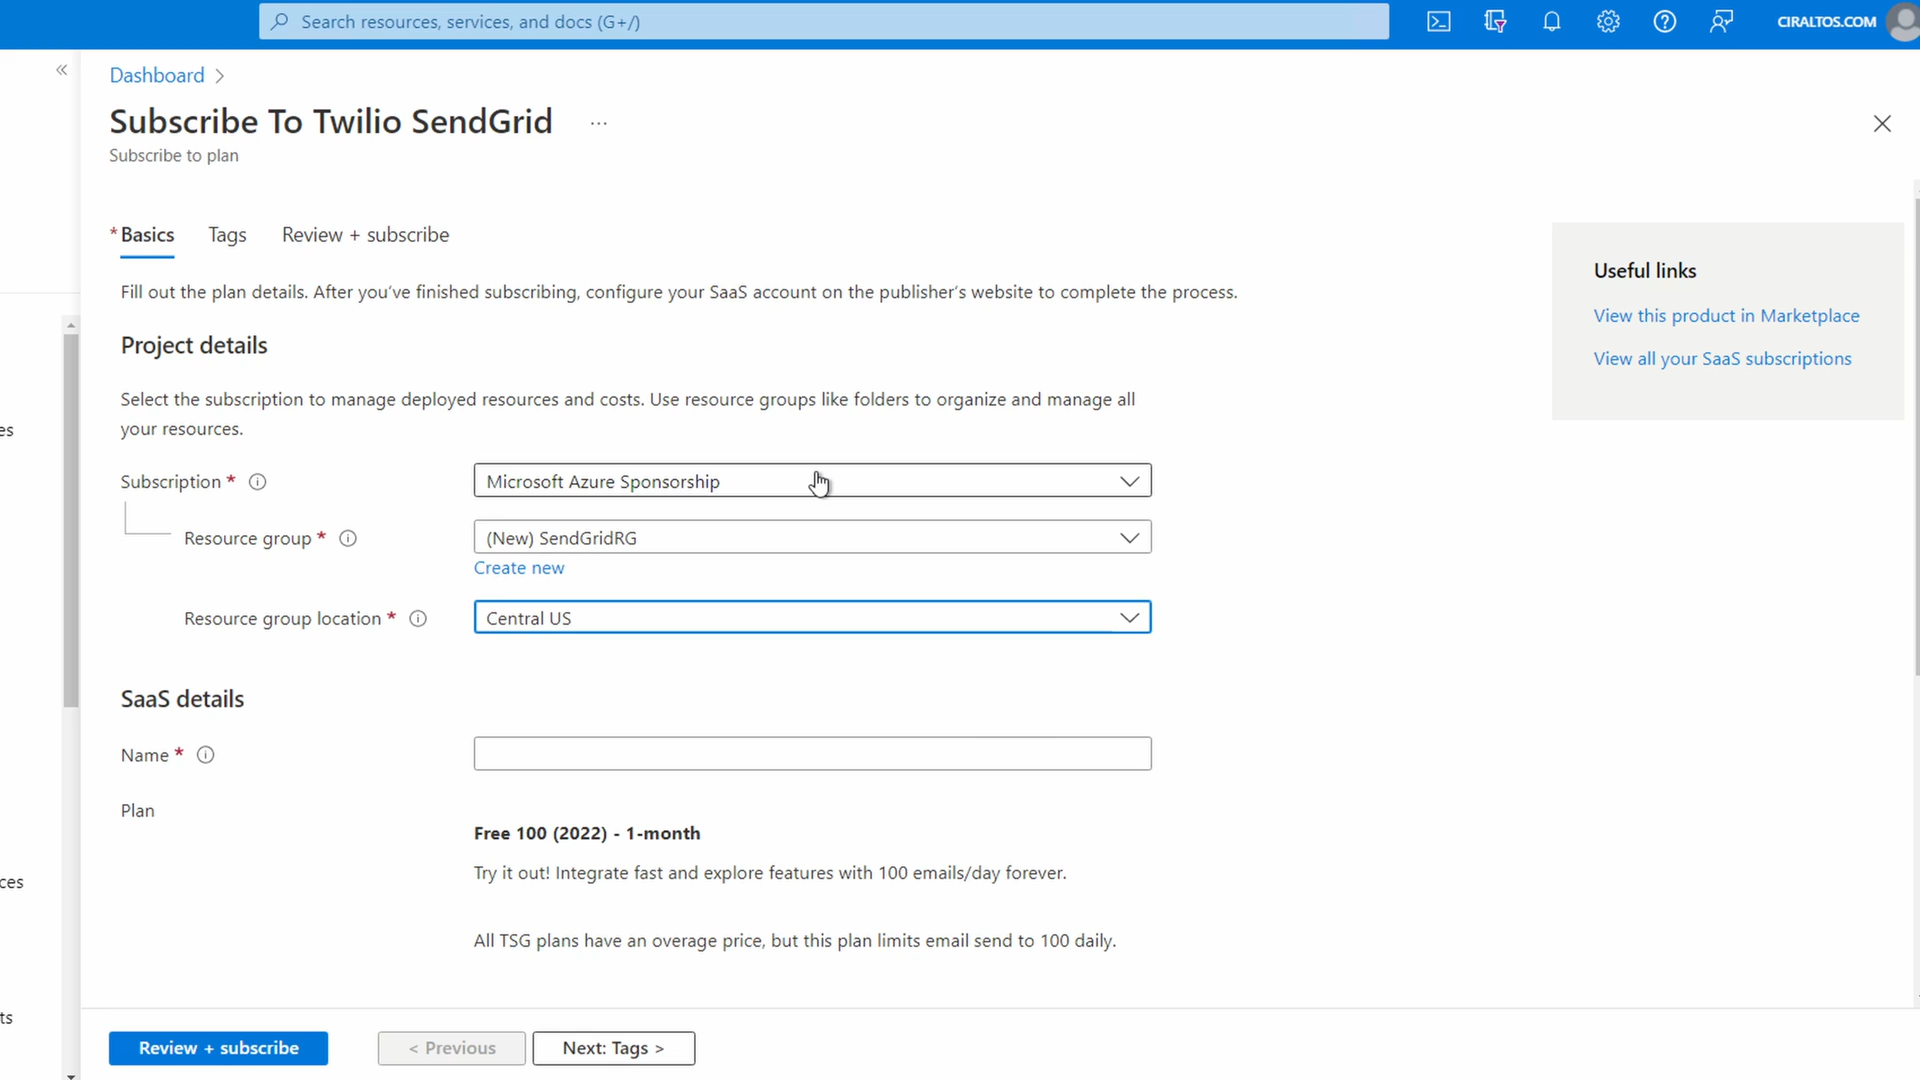 Search resources, services, and docs (G+/)
CIRALTOS.COM
Dashboard
Subscribe To Twilio SendGrid ...
Subscribe to plan
* Basics Tags Review + subscribe
Fill out the plan details. After you've finished subscribing, configure your SaaS account on the publisher's website to complete the process.
Project details
Select the subscription to manage deployed resources and costs. Use resource groups like folders to organize and manage all
your resources.
Subscription *
Microsoft Azure Sponsorship
Resource group *
(New) SendGridRG
Create new
Resource group location *
Central US
SaaS details
Name *
Plan
Free 100 (2022) - 1-month
Try it out! Integrate fast and explore features with 100 emails/day forever.
All TSG plans have an overage price, but this plan limits email send to 100 daily.
Useful links
View this product in Marketplace
View all your SaaS subscriptions
es
ces
ts
Review + subscribe
< Previous
Next: Tags >